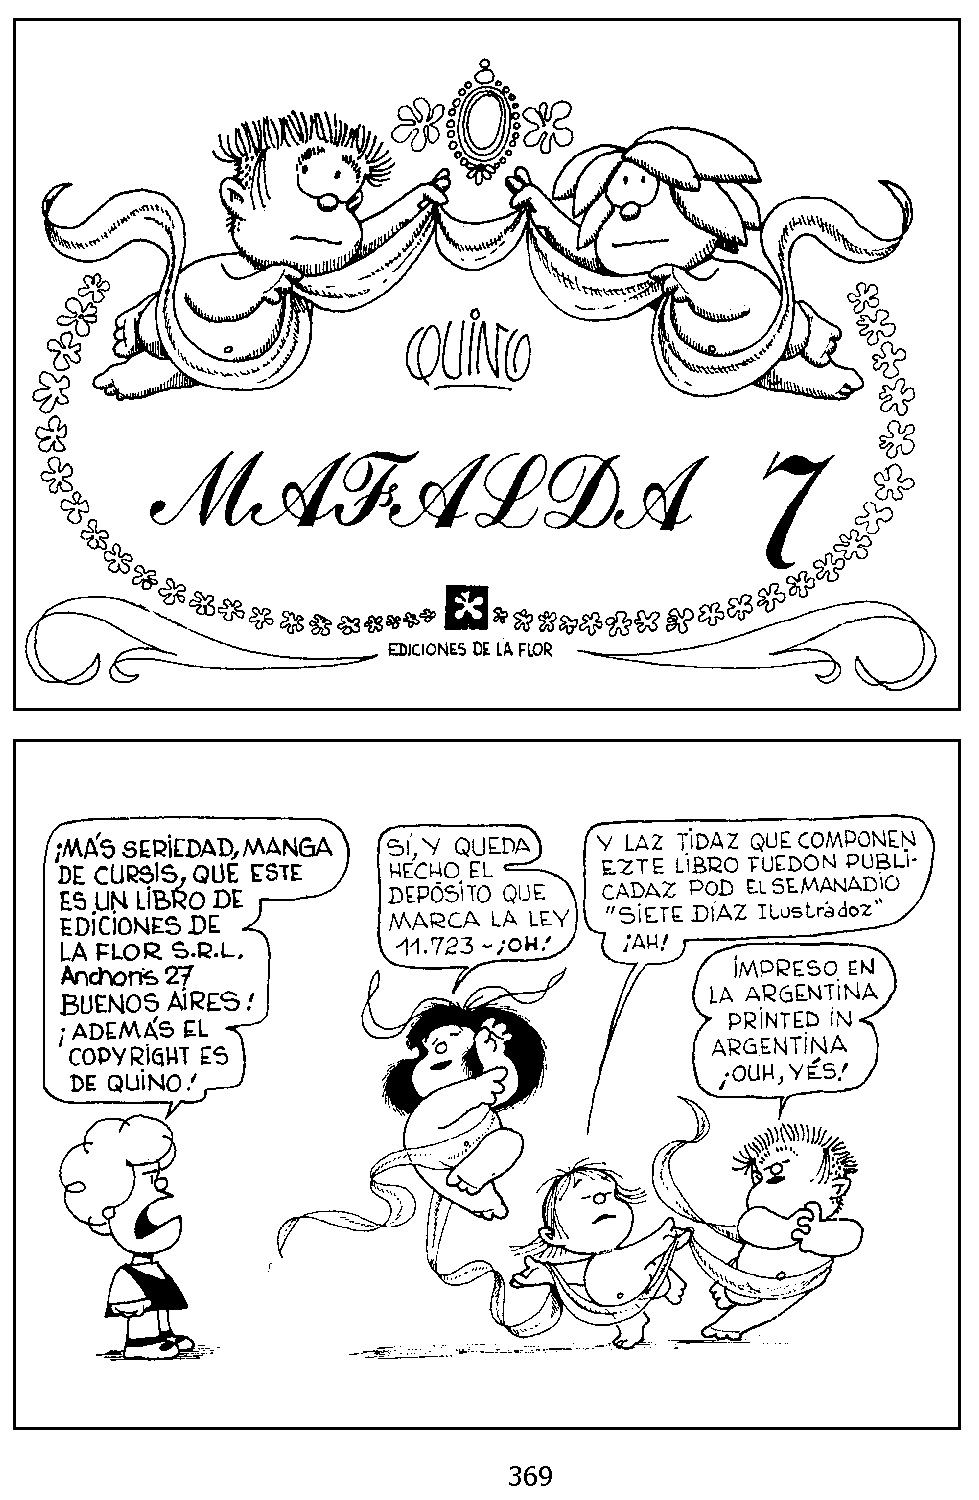 QUINO
MAFALDA 7
EDICIONES DE LA FLOR
¡MÁS SERIEDAD, MANGA
DE CURSIS, QUE ESTE
ES UN LIBRO DE
EDICIONES DE
LA FLOR S.R.L.
Anchoris 27
BUENOS AIRES!
¡ADEMÁS EL
COPYRIGHT ES
DE QUINO!
SÍ, Y QUEDA
HECHO EL
DEPÓSITO QUE
MARCA LA LEY
11.723 - ¡OH!
Y LAZ TIDAZ QUE COMPONEN
EZTE LIBRO FUEDON PUBLI-
CADAZ POD EL SEMANADIO
"SIETE DÍAZ Ilustradoz"
¡AH!
IMPRESO EN
LA ARGENTINA
PRINTED IN
ARGENTINA
¡OUH, YÉS!
369